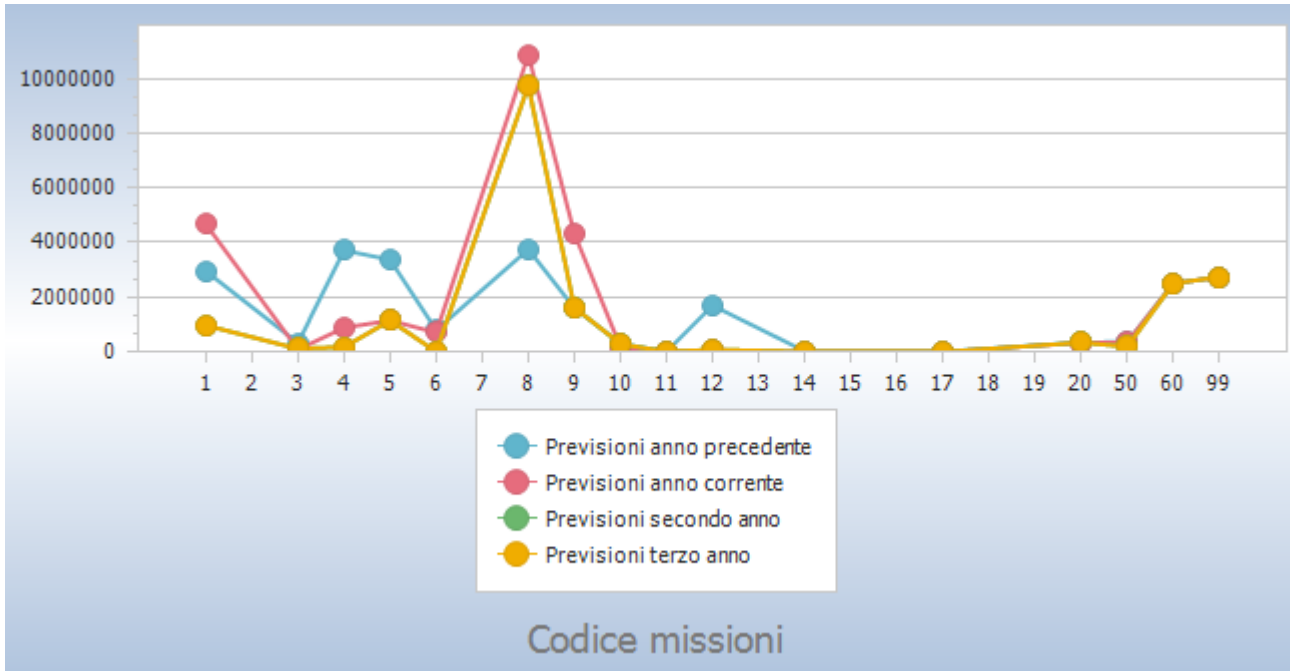 10000000
8000000
6000000
4000000
2000000
0
1 2 3 4 5 6 7 8 9 10 11 12 13 14 15 16 17 18 19 20 50 60 99
Previsioni anno precedente
Previsioni anno corrente
Previsioni secondo anno
Previsioni terzo anno
Codice missioni